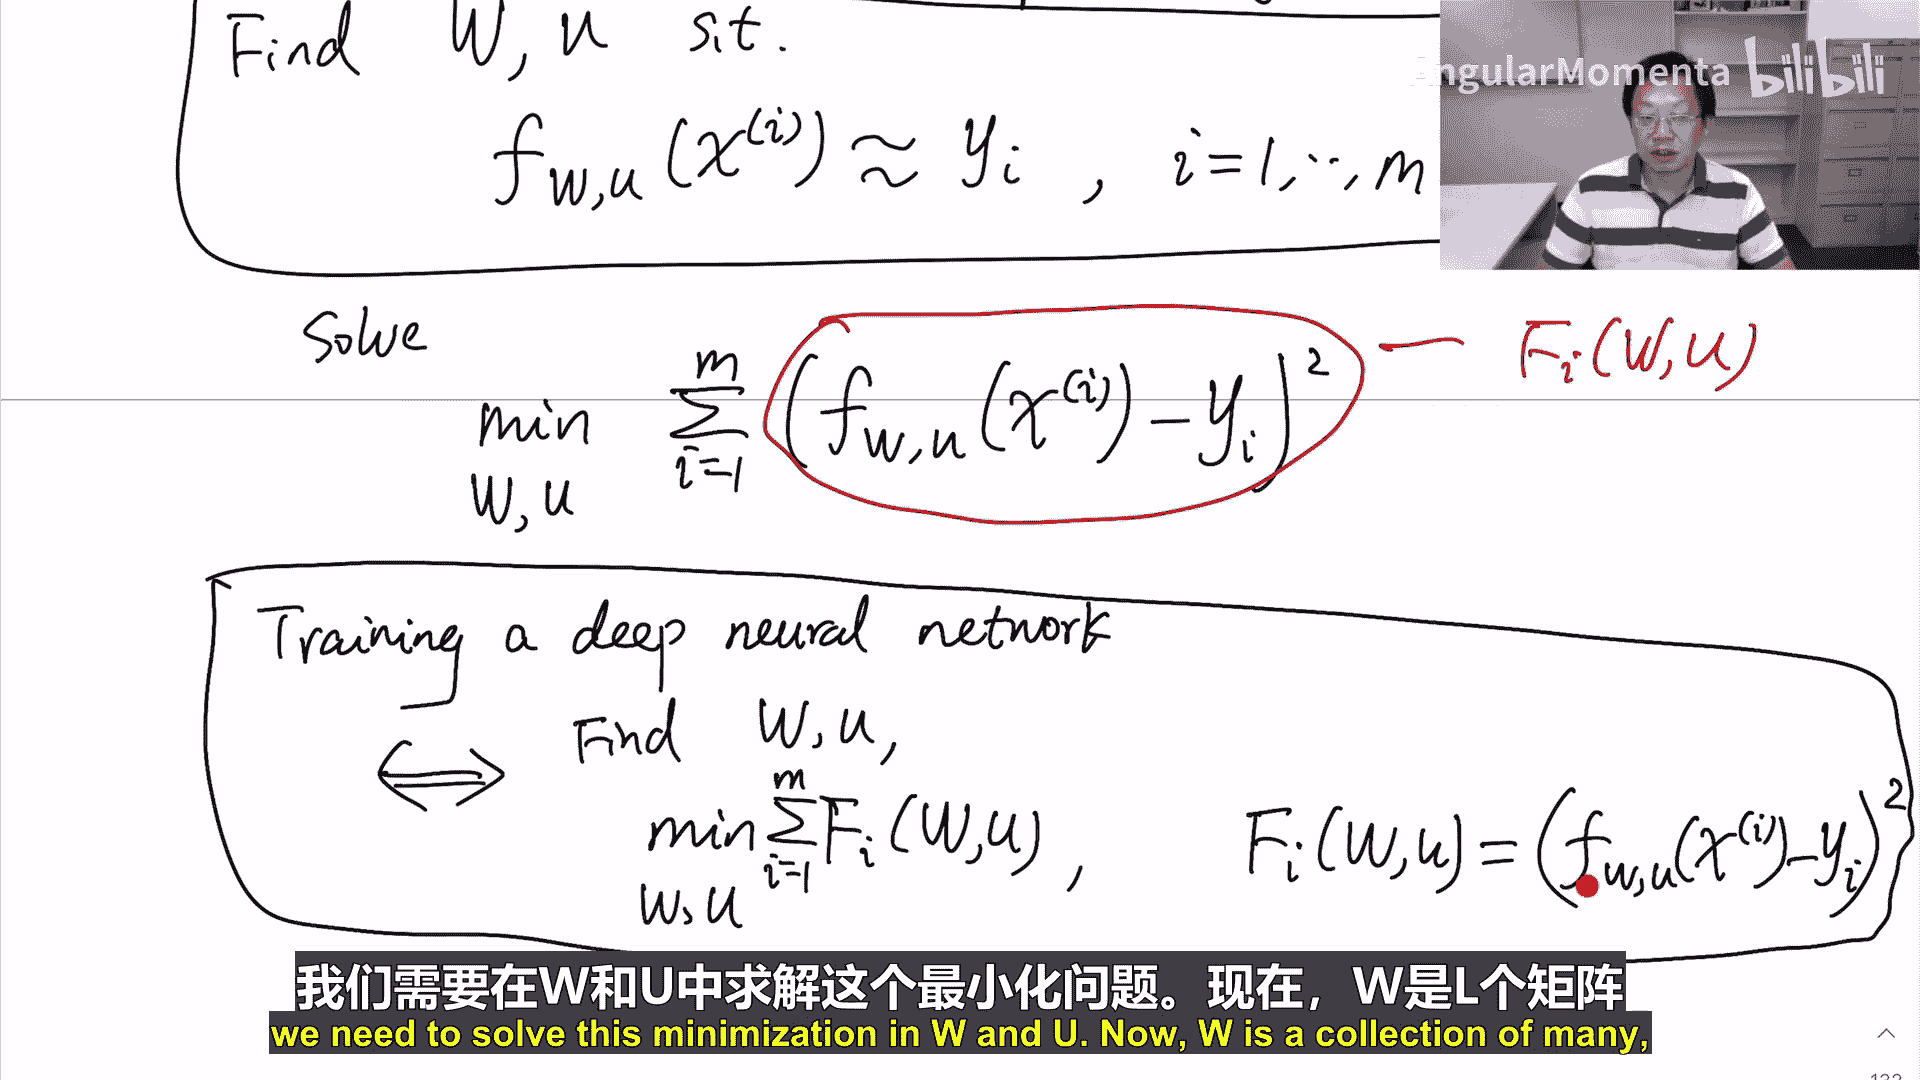 Find W, u s.t.
AngularMomenta bilibili
f_{W,u}(x^{(i)}) ≈ y_i , i=1,⋯,m
Solve
min_{W,u} \sum_{i=1}^{m} (f_{W,u}(x^{(i)}) - y_i)^2 — F_i(W,u)
Training a deep neural network
⟺ Find W, u,
min_{W,u} \sum_{i=1}^{m} F_i(W,u) , F_i(W,u) = (f_{W,u}(x^{(i)}) - y_i)^2
我们需要在W和U中求解这个最小化问题。现在，W是L个矩阵
we need to solve this minimization in W and U. Now, W is a collection of many,